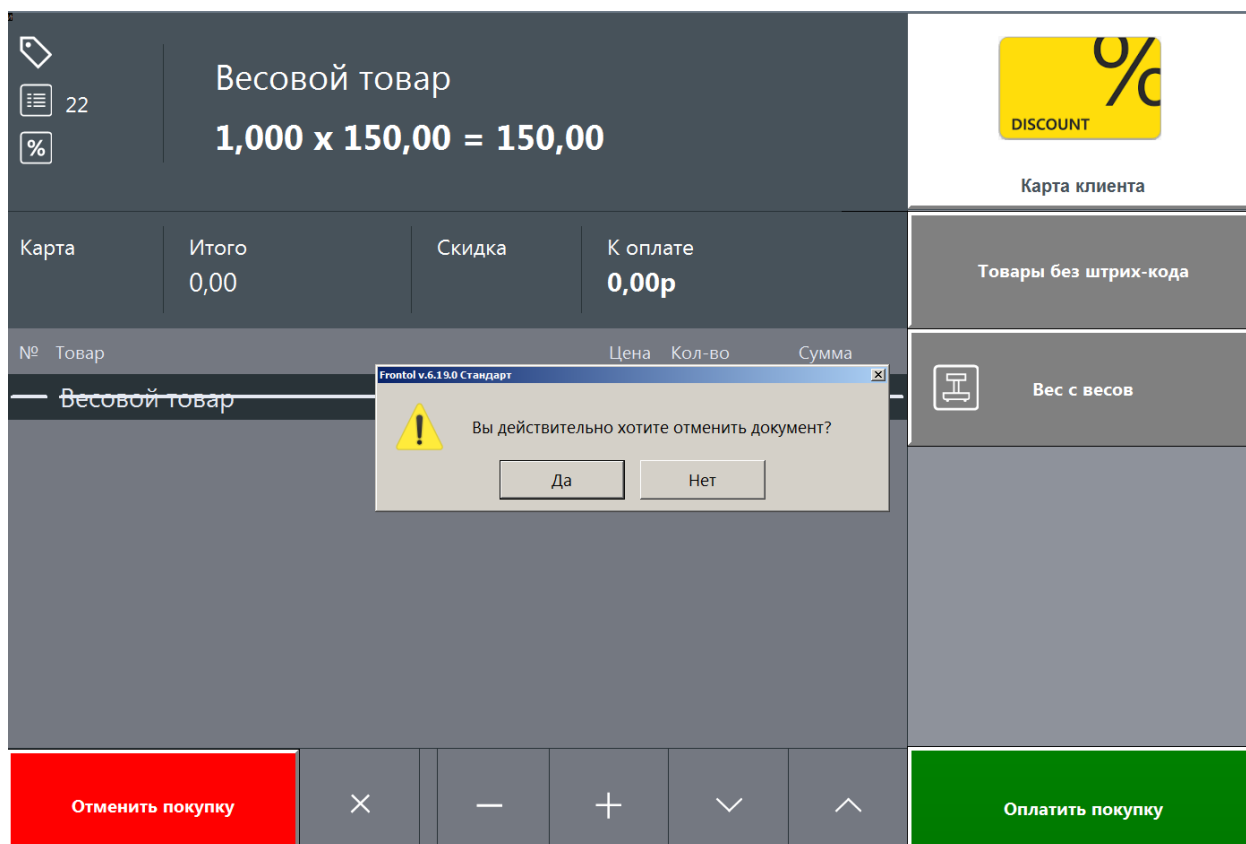 22
Весовой товар
1,000 x 150,00 = 150,00
%
DISCOUNT
Карта клиента
Карта
Итого
0,00
Скидка
К оплате
0,00р
Товары без штрих-кода
№ Товар Цена Кол-во Сумма
Весовой товар
Frontol v.6.19.0 Стандарт
Вы действительно хотите отменить документ?
Да Нет
Вес с весов
Отменить покупку
Оплатить покупку